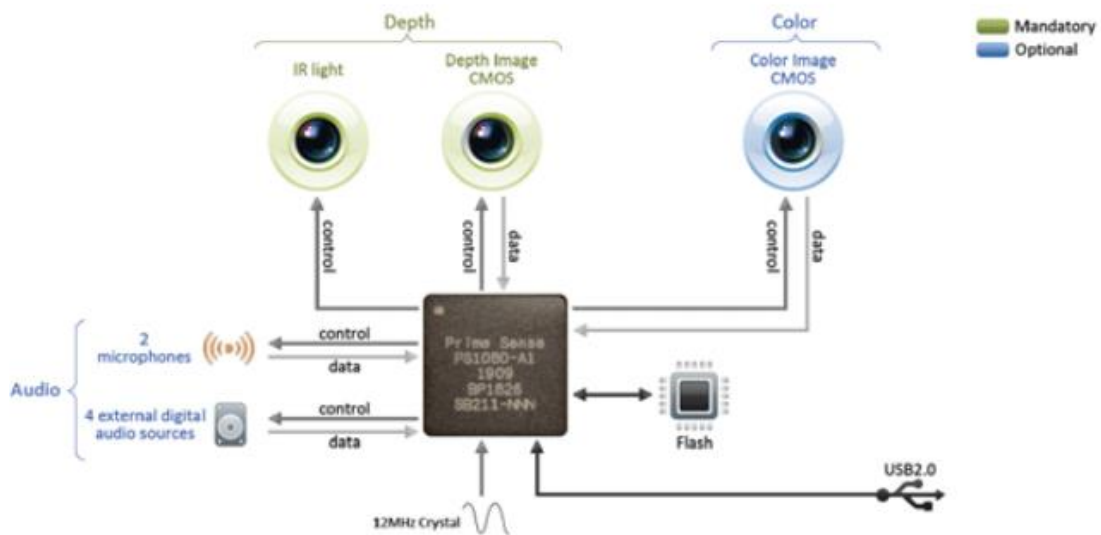 Depth
Color
Mandatory
Optional
IR light
Depth Image
CMOS
Color Image
CMOS
control
control
data
control
data
Audio
2
microphones
control
data
4 external digital
audio sources
control
data
Prime Sense
PS1080-A1
1909
SP1826
SB211-NNN
Flash
USB2.0
12MHz Crystal